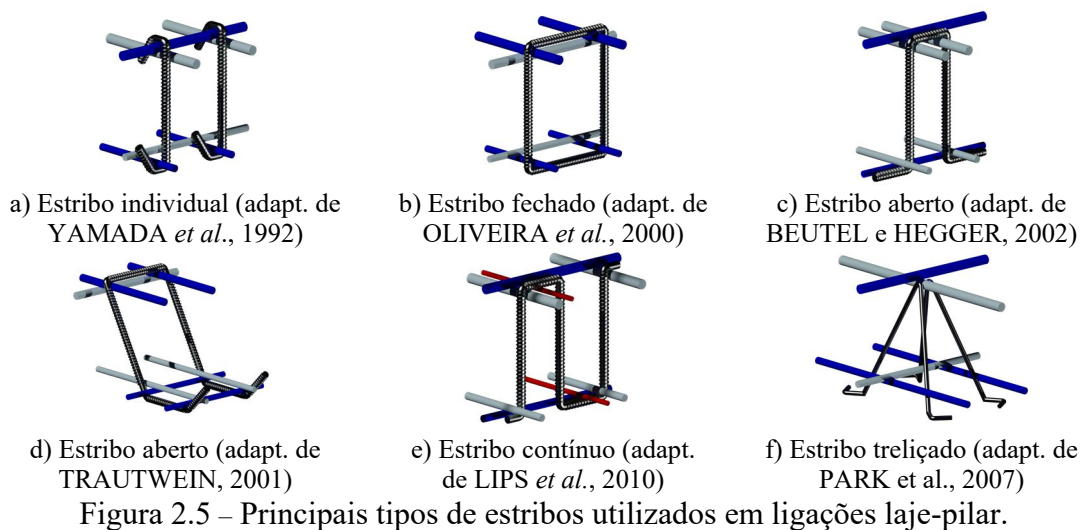 a) Estribo individual (adapt. de
YAMADA et al., 1992)
b) Estribo fechado (adapt. de
OLIVEIRA et al., 2000)
c) Estribo aberto (adapt. de
BEUTEL e HEGGER, 2002)
d) Estribo aberto (adapt. de
TRAUTWEIN, 2001)
e) Estribo contínuo (adapt.
de LIPS et al., 2010)
f) Estribo treliçado (adapt. de
PARK et al., 2007)
Figura 2.5 – Principais tipos de estribos utilizados em ligações laje-pilar.